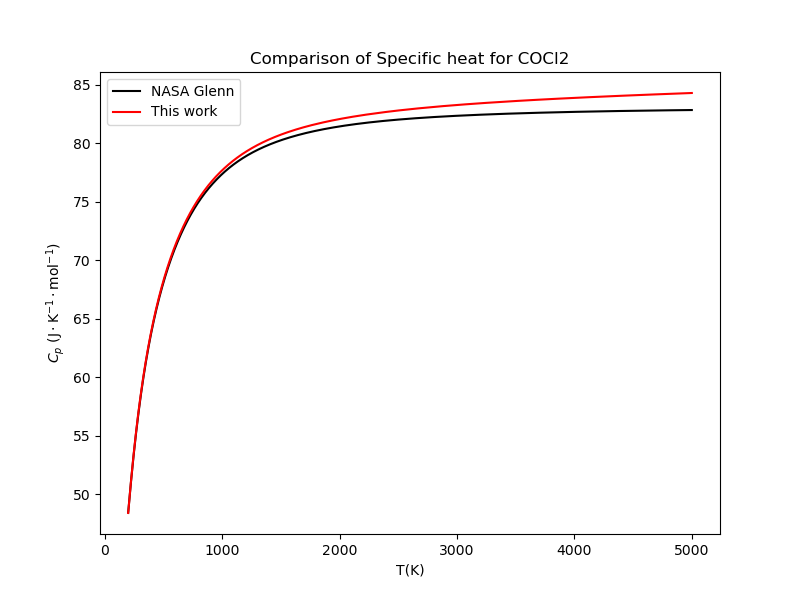 Comparison of Specific heat for COCl2
NASA Glenn
This work
85
80
75
70
65
60
55
50
$C_p$ (J · K⁻¹ · mol⁻¹)
0 1000 2000 3000 4000 5000
T(K)